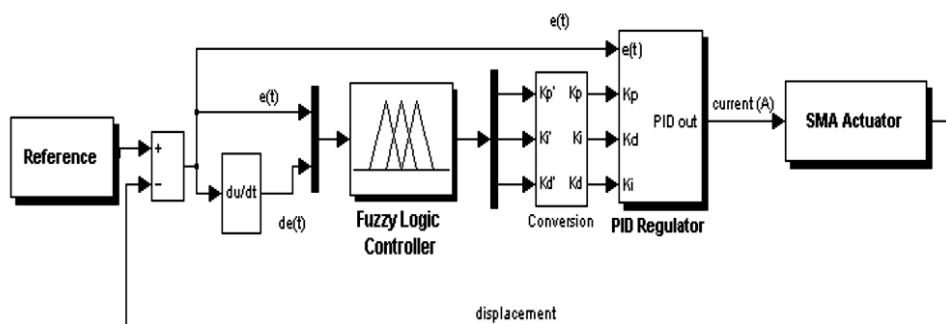 e(t)
e(t)
e(t)
Reference
+
−
du/dt
de(t)
Fuzzy Logic
Controller
Kp' Kp
Ki' Ki
Kd' Kd
Conversion
Kp
Kd
Ki
PID out
PID Regulator
current (A)
SMA Actuator
displacement